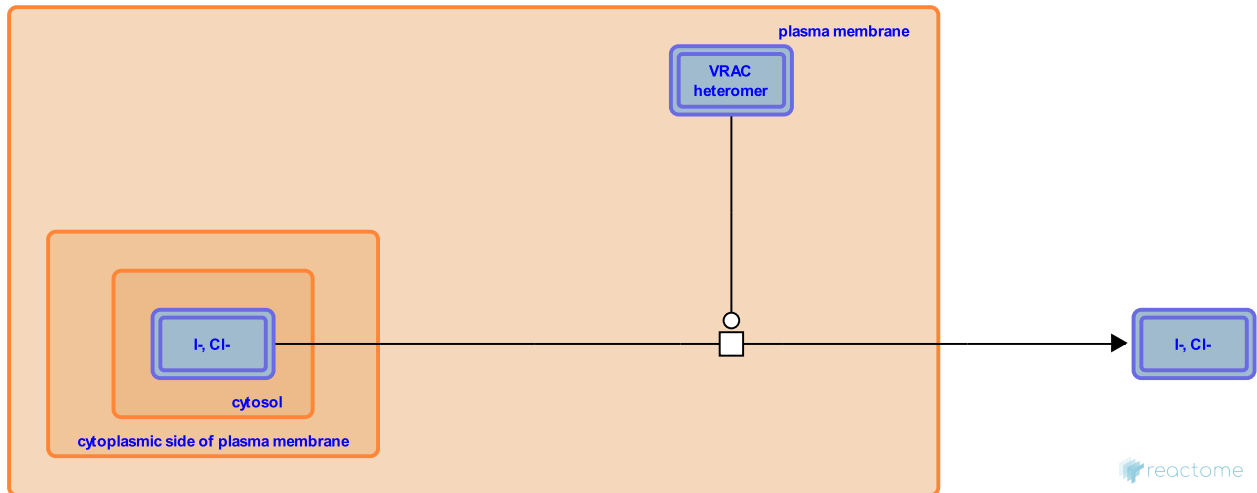 plasma membrane
VRAC
heteromer
I-, Cl-
I-, Cl-
cytosol
cytoplasmic side of plasma membrane
reactome